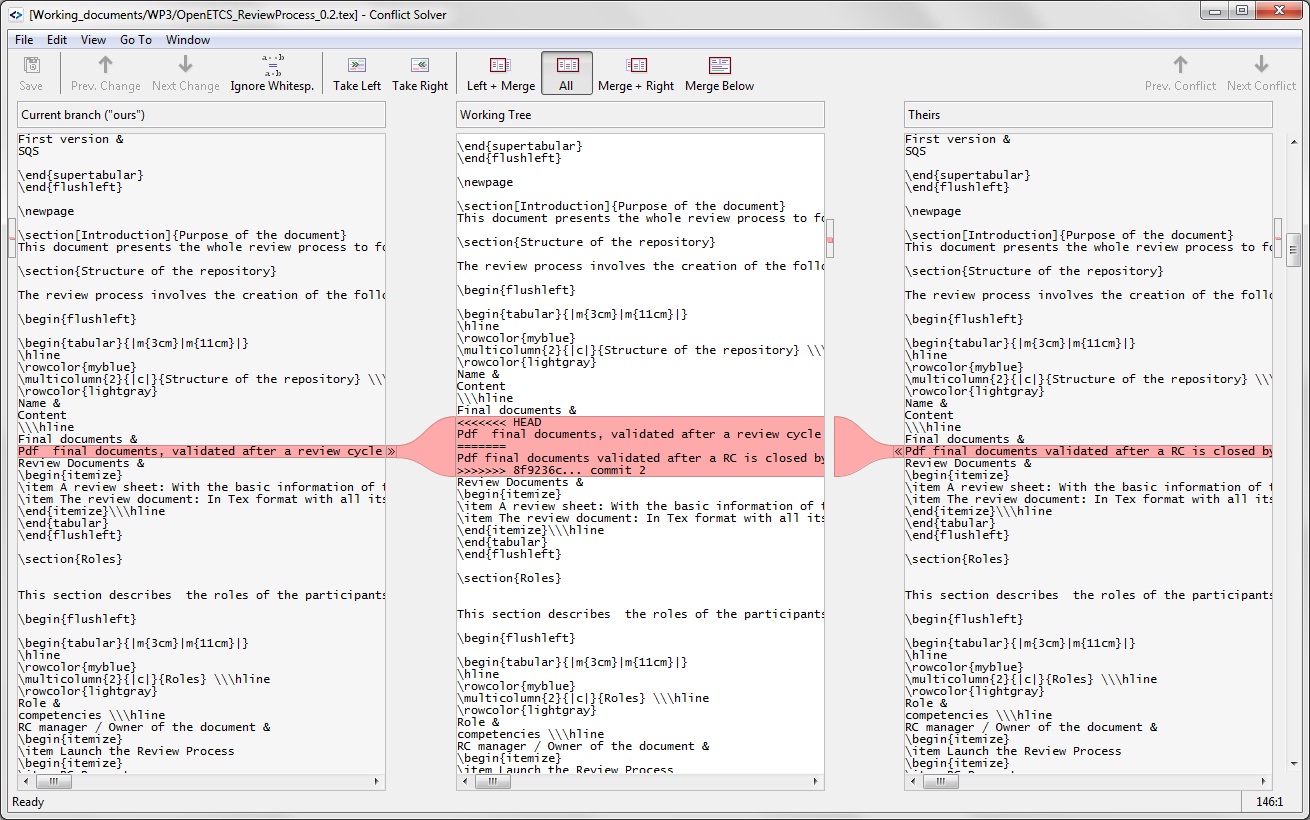 [Working_documents/WP3/OpenETCS_ReviewProcess_0.2.tex] - Conflict Solver
File Edit View Go To Window
Save Prev. Change Next Change Ignore Whitesp. Take Left Take Right Left + Merge All Merge + Right Merge Below Prev. Conflict Next Conflict
Current branch ("ours")
First version &
SQS
\end{supertabular}
\end{flushleft}
\newpage
\section[Introduction]{Purpose of the document}
This document presents the whole review process to fo
\section{Structure of the repository}
The review process involves the creation of the follo
\begin{flushleft}
\begin{tabular}{|m{3cm}|m{11cm}|}
\hline
\rowcolor{myblue}
\multicolumn{2}{|c|}{Structure of the repository} \\\
\rowcolor{lightgray}
Name &
Content
\\\hline
Final documents &
Pdf  final documents, validated after a review cycle
Review Documents &
\begin{itemize}
\item A review sheet: With the basic information of t
\item The review document: In Tex format with all its
\end{itemize}\\\hline
\end{tabular}
\end{flushleft}
\section{Roles}
This section describes  the roles of the participants
\begin{flushleft}
\begin{tabular}{|m{3cm}|m{11cm}|}
\hline
\rowcolor{myblue}
\multicolumn{2}{|c|}{Roles} \\\hline
\rowcolor{lightgray}
Role &
competencies \\\hline
RC manager / Owner of the document &
\begin{itemize}
\item Launch the Review Process
\begin{itemize}
Working Tree
\end{supertabular}
\end{flushleft}
\newpage
\section[Introduction]{Purpose of the document}
This document presents the whole review process to fo
\section{Structure of the repository}
The review process involves the creation of the follo
\begin{flushleft}
\begin{tabular}{|m{3cm}|m{11cm}|}
\hline
\rowcolor{myblue}
\multicolumn{2}{|c|}{Structure of the repository} \\\
\rowcolor{lightgray}
Name &
Content
\\\hline
Final documents &
<<<<<<< HEAD
Pdf  final documents, validated after a review cycle
=======
Pdf final documents validated after a RC is closed by
>>>>>>> 8f9236c... commit 2
Review Documents &
\begin{itemize}
\item A review sheet: With the basic information of t
\item The review document: In Tex format with all its
\end{itemize}\\\hline
\end{tabular}
\end{flushleft}
\section{Roles}
This section describes  the roles of the participants
\begin{flushleft}
\begin{tabular}{|m{3cm}|m{11cm}|}
\hline
\rowcolor{myblue}
\multicolumn{2}{|c|}{Roles} \\\hline
\rowcolor{lightgray}
Role &
competencies \\\hline
RC manager / Owner of the document &
\begin{itemize}
\item Launch the Review Process
Theirs
First version &
SQS
\end{supertabular}
\end{flushleft}
\newpage
\section[Introduction]{Purpose of the document}
This document presents the whole review process to fo
\section{Structure of the repository}
The review process involves the creation of the follo
\begin{flushleft}
\begin{tabular}{|m{3cm}|m{11cm}|}
\hline
\rowcolor{myblue}
\multicolumn{2}{|c|}{Structure of the repository} \\\
\rowcolor{lightgray}
Name &
Content
\\\hline
Final documents &
Pdf final documents validated after a RC is closed by
Review Documents &
\begin{itemize}
\item A review sheet: With the basic information of t
\item The review document: In Tex format with all its
\end{itemize}\\\hline
\end{tabular}
\end{flushleft}
\section{Roles}
This section describes  the roles of the participants
\begin{flushleft}
\begin{tabular}{|m{3cm}|m{11cm}|}
\hline
\rowcolor{myblue}
\multicolumn{2}{|c|}{Roles} \\\hline
\rowcolor{lightgray}
Role &
competencies \\\hline
RC manager / Owner of the document &
\begin{itemize}
\item Launch the Review Process
\begin{itemize}
Ready
146:1